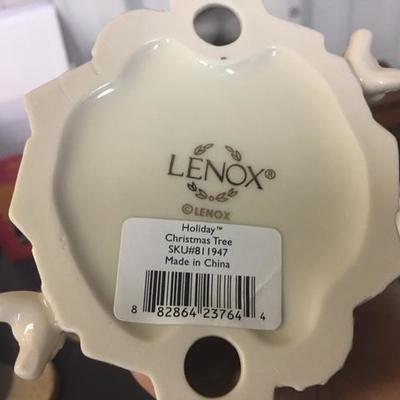 LENOX®
©LENOX
Holiday™
Christmas Tree
SKU#811947
Made in China
8 82864 23764 4